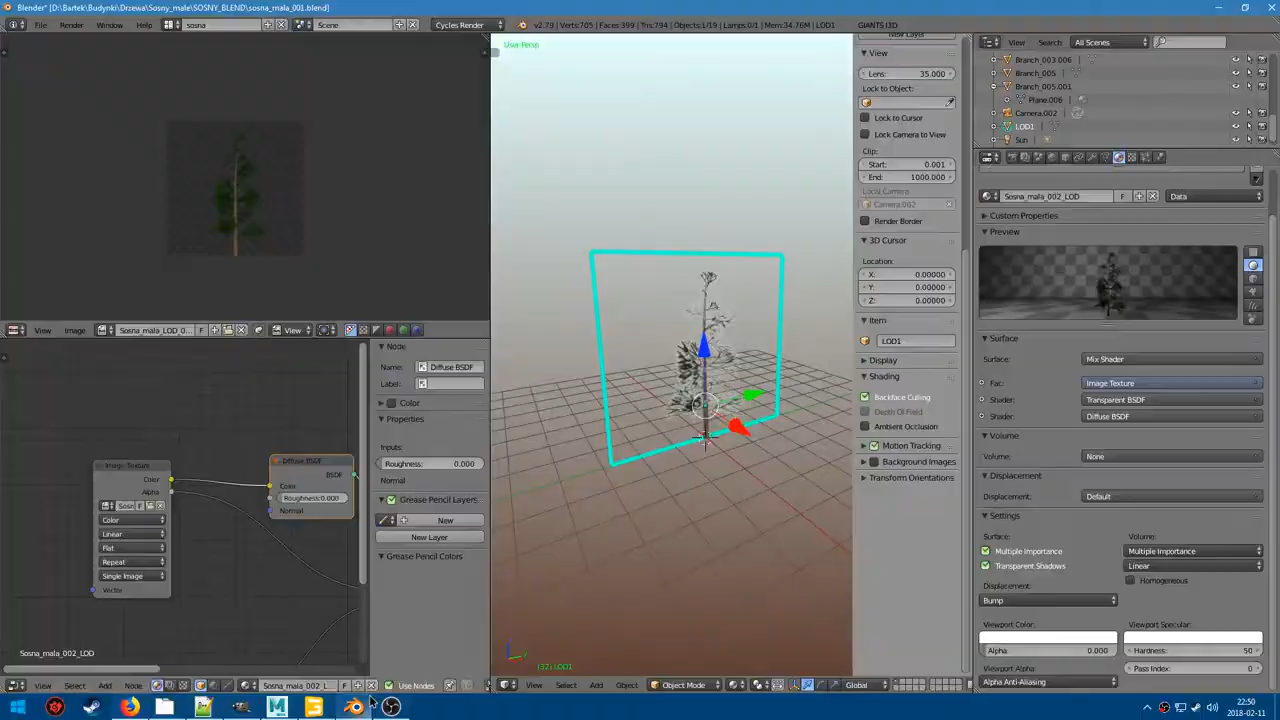 Blender* [D:\Bartek\Budynki\Drzewa\Sosny_male\SOSNY_BLEND\sosna_mala_001.blend]
File Render Window Help sosna Scene Cycles Render v2.79 | Verts:705 | Faces:399 | Tris:794 | Objects:1/19 | Lamps:0/1 | Mem:34.76M | LOD1 GIANTS I3D
View Search All Scenes
User Persp
New Layer
View
Lens: 35.000
Lock to Object:
Lock to Cursor
Lock Camera to View
Clip:
Start: 0.001
End: 1000.000
Local Camera
Camera.002
Render Border
3D Cursor
Location:
X: 0.00000
Y: 0.00000
Z: 0.00000
Item
LOD1
Display
Shading
Backface Culling
Depth Of Field
Ambient Occlusion
Motion Tracking
Background Images
Transform Orientations
Branch_003.006
Branch_005
Branch_005.001
Plane.006
Camera.002
LOD1
Sun
Sosna_mala_002_LOD F Data
Custom Properties
Preview
Surface
Surface: Mix Shader
Fac: Image Texture
Shader: Transparent BSDF
Shader: Diffuse BSDF
Volume
Volume: None
Displacement
Displacement: Default
Settings
Surface: Volume:
Multiple Importance Multiple Importance
Transparent Shadows Linear
Displacement: Homogeneous
Bump
Viewport Color: Viewport Specular:
Alpha 0.000 Hardness: 50
Viewport Alpha: Pass Index: 0
Alpha Anti-Aliasing
View Image Sosna_mala_LOD_0... F View
Node
Name: Diffuse BSDF
Label:
Color
Properties
Inputs:
Roughness: 0.000
Normal
Grease Pencil Layers
New
New Layer
Grease Pencil Colors
Image Texture
Color
Alpha
Sosn F
Color
Linear
Flat
Repeat
Single Image
Vector
Diffuse BSDF
BSDF
Color
Roughness:0.000
Normal
Sosna_mala_002_LOD
(32) LOD1
View Select Add Node Sosna_mala_002_L... F Use Nodes
View Select Add Object Object Mode Global
22:50
2018-02-11